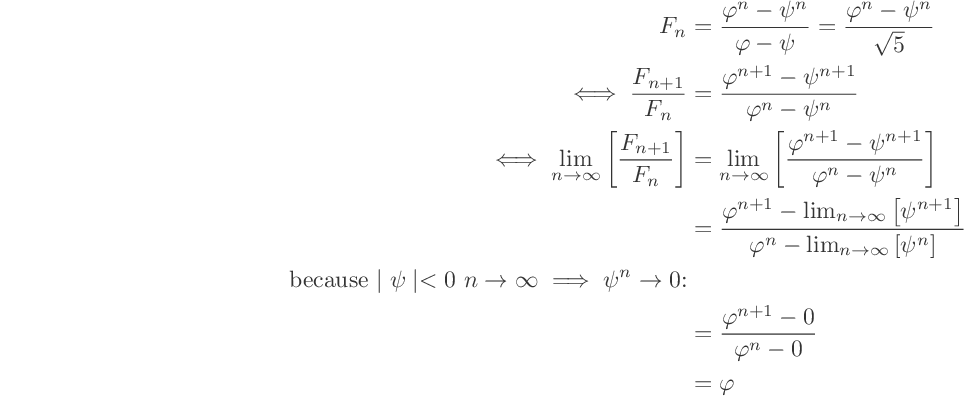 $F_n = \frac{\varphi^n - \psi^n}{\varphi - \psi} = \frac{\varphi^n - \psi^n}{\sqrt{5}}$
$\iff \frac{F_{n+1}}{F_n} = \frac{\varphi^{n+1} - \psi^{n+1}}{\varphi^n - \psi^n}$
$\iff \lim_{n \to \infty} \left[ \frac{F_{n+1}}{F_n} \right] = \lim_{n \to \infty} \left[ \frac{\varphi^{n+1} - \psi^{n+1}}{\varphi^n - \psi^n} \right]$
$= \frac{\varphi^{n+1} - \lim_{n \to \infty} \left[ \psi^{n+1} \right]}{\varphi^n - \lim_{n \to \infty} \left[ \psi^n \right]}$
because $\mid \psi \mid < 0 \ n \to \infty \implies \psi^n \to 0$:
$= \frac{\varphi^{n+1} - 0}{\varphi^n - 0}$
$= \varphi$